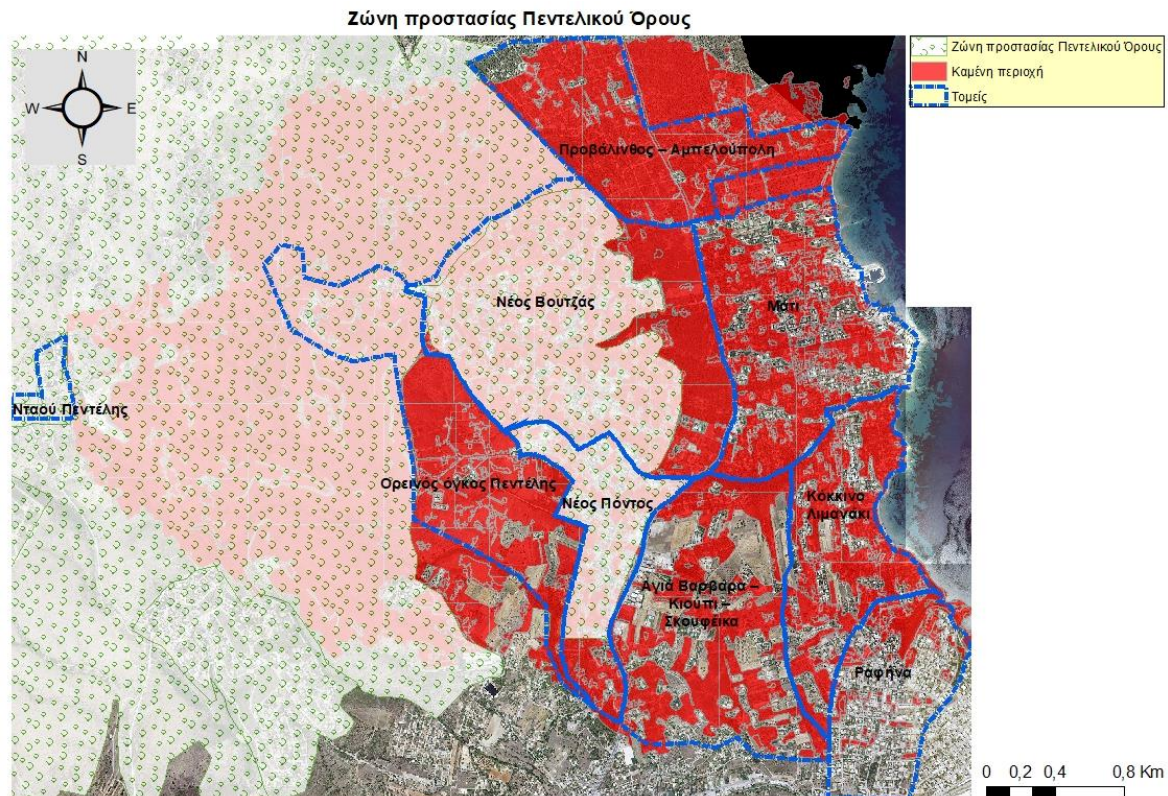 Ζώνη προστασίας Πεντελικού Όρους
Ζώνη προστασίας Πεντελικού Όρους
Καμένη περιοχή
Τομείς
N
W
E
S
Προβάλινθος – Αμπελούπολη
Νέος Βουτζάς
Μάτι
Νταού Πεντέλης
Ορεινός όγκος Πεντέλης
Νέος Πόντος
Κόκκινο
Λιμανάκι
Αγία Βαρβάρα –
Κιούπι –
Σκουφέικα
Ραφήνα
0 0,2 0,4 0,8 Km